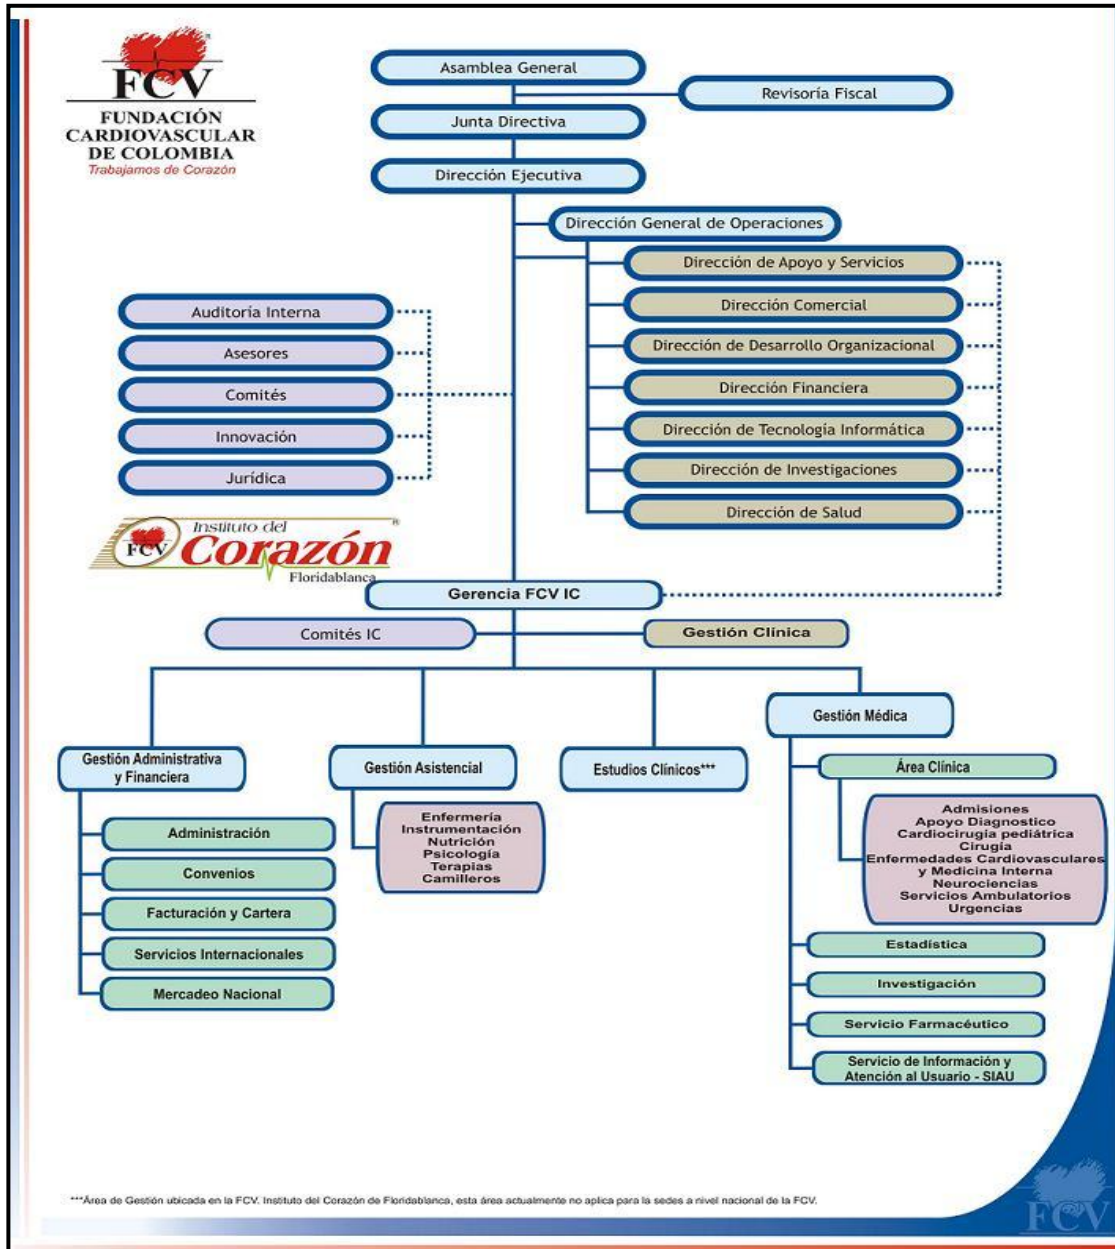 FCV
FUNDACIÓN
CARDIOVASCULAR
DE COLOMBIA
Trabajamos de Corazón
Asamblea General
Revisoría Fiscal
Junta Directiva
Dirección Ejecutiva
Dirección General de Operaciones
Dirección de Apoyo y Servicios
Dirección Comercial
Dirección de Desarrollo Organizacional
Dirección Financiera
Dirección de Tecnología Informática
Dirección de Investigaciones
Dirección de Salud
Auditoría Interna
Asesores
Comités
Innovación
Jurídica
FCV
Instituto del
Corazón
®
Floridablanca
Gerencia FCV IC
Comités IC
Gestión Clínica
Gestión Administrativa
y Financiera
Administración
Convenios
Facturación y Cartera
Servicios Internacionales
Mercadeo Nacional
Gestión Asistencial
Enfermería
Instrumentación
Nutrición
Psicología
Terapias
Camilleros
Estudios Clínicos***
Gestión Médica
Área Clínica
Admisiones
Apoyo Diagnostico
Cardiocirugía pediátrica
Cirugía
Enfermedades Cardiovasculares
y Medicina Interna
Neurociencias
Servicios Ambulatorios
Urgencias
Estadística
Investigación
Servicio Farmacéutico
Servicio de Información y
Atención al Usuario - SIAU
***Área de Gestión ubicada en la FCV. Instituto del Corazón de Floridablanca, esta área actualmente no aplica para la sedes a nivel nacional de la FCV.
FCV